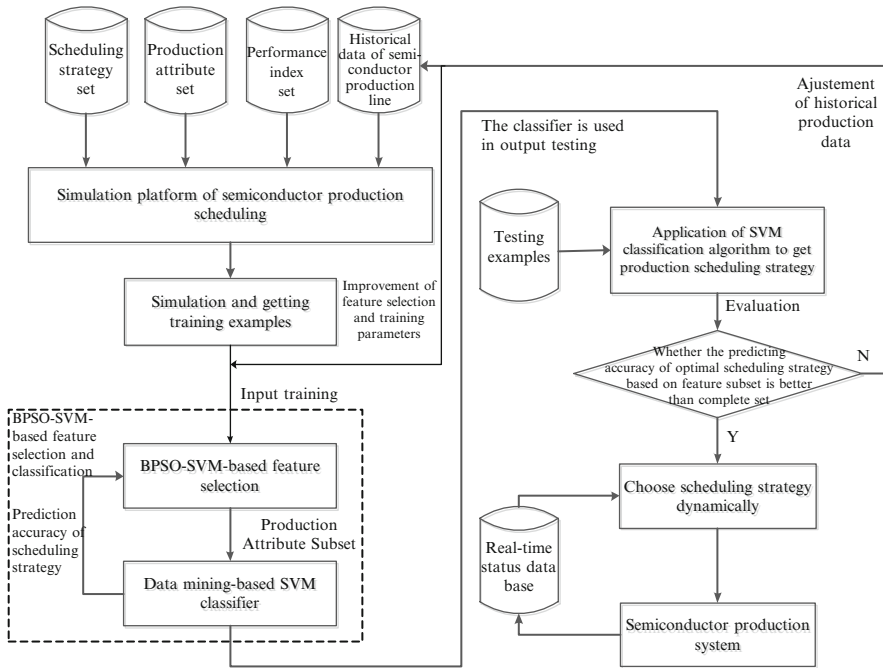 Scheduling
strategy
set
Production
attribute
set
Performance
index
set
Historical
data of semi-
conductor
production
line
Ajustement
of historical
production
data
The classifier is used
in output testing
Simulation platform of semiconductor production
scheduling
Testing
examples
Application of SVM
classification algorithm to get
production scheduling strategy
Simulation and getting
training examples
Improvement of
feature selection
and training
parameters
Evaluation
Whether the predicting
accuracy of optimal scheduling strategy
based on feature subset is better
than complete set
N
Input training
Y
BPSO-SVM-
based feature
selection and
classification
BPSO-SVM-based feature
selection
Prediction
accuracy of
scheduling
strategy
Production
Attribute Subset
Data mining-based SVM
classifier
Choose scheduling strategy
dynamically
Real-time
status data
base
Semiconductor production
system